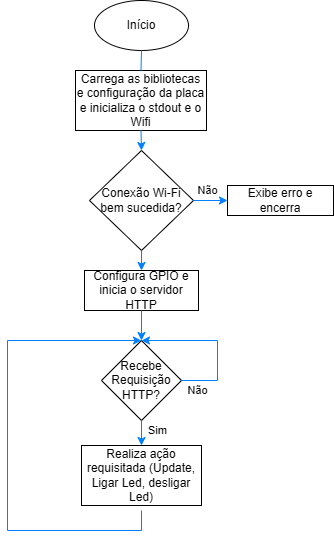 Início
Carrega as bibliotecas
e configuração da placa
e inicializa o stdout e o
Wifi
Conexão Wi-Fi
bem sucedida?
Não
Exibe erro e
encerra
Configura GPIO e
inicia o servidor
HTTP
Recebe
Requisição
HTTP?
Não
Sim
Realiza ação
requisitada (Update,
Ligar Led, desligar
Led)